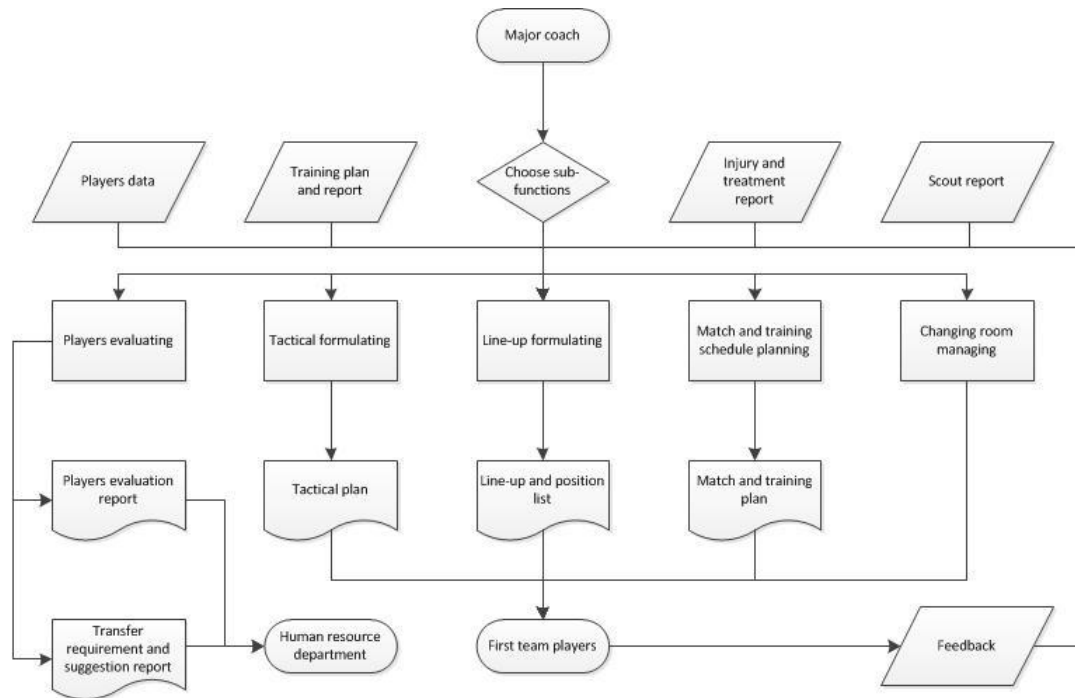 Major coach
Players data
Training plan
and report
Choose sub-
functions
Injury and
treatment
report
Scout report
Players evaluating
Tactical formulating
Line-up formulating
Match and training
schedule planning
Changing room
managing
Players evaluation
report
Tactical plan
Line-up and position
list
Match and training
plan
Transfer
requirement and
suggestion report
Human resource
department
First team players
Feedback